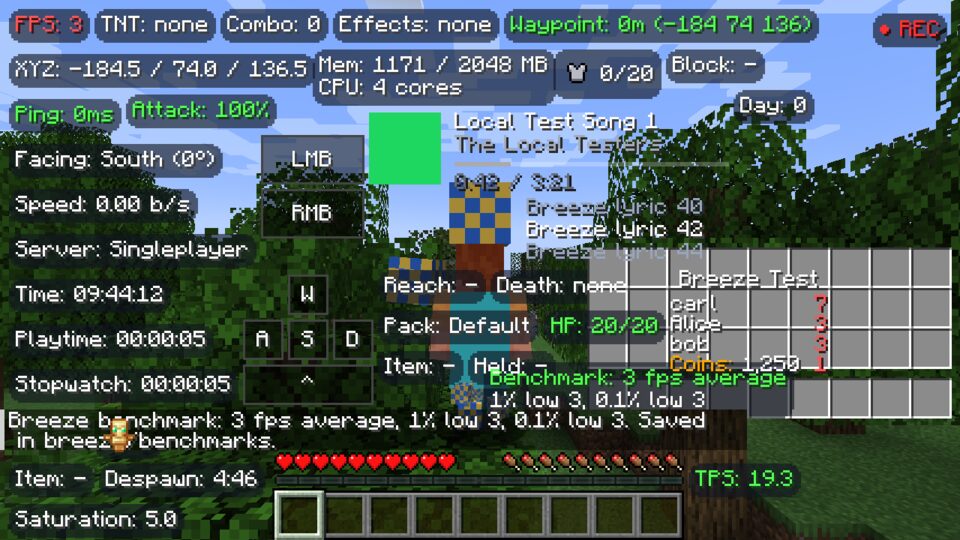 FPS: 3
TNT: none
Combo: 0
Effects: none
Waypoint: 0m (-184 74 136)
REC
XYZ: -184.5 / 74.0 / 136.5
Mem: 1171 / 2048 MB
CPU: 4 cores
0/20
Block: -
Ping: 0ms
Attack: 100%
Day: 0
Local Test Song 1
The Local Testers
0:42 / 3:21
Facing: South (0°)
LMB
Speed: 0.00 b/s
RMB
Breeze lyric 40
Breeze lyric 42
Breeze lyric 44
Server: Singleplayer
Reach: -
Death: none
Breeze Test
Time: 09:44:12
W
carl 7
Alice 3
bob 3
Coins: 1,250 1
Pack: Default
HP: 20/20
Playtime: 00:00:05
A
S
D
Item: -
Held: -
Stopwatch: 00:00:05
^
Benchmark: 3 fps average
1% low 3, 0.1% low 3
Breeze benchmark: 3 fps average, 1% low 3, 0.1% low 3. Saved
in breeze benchmarks.
Item: -
Despawn: 4:46
TPS: 19.3
Saturation: 5.0